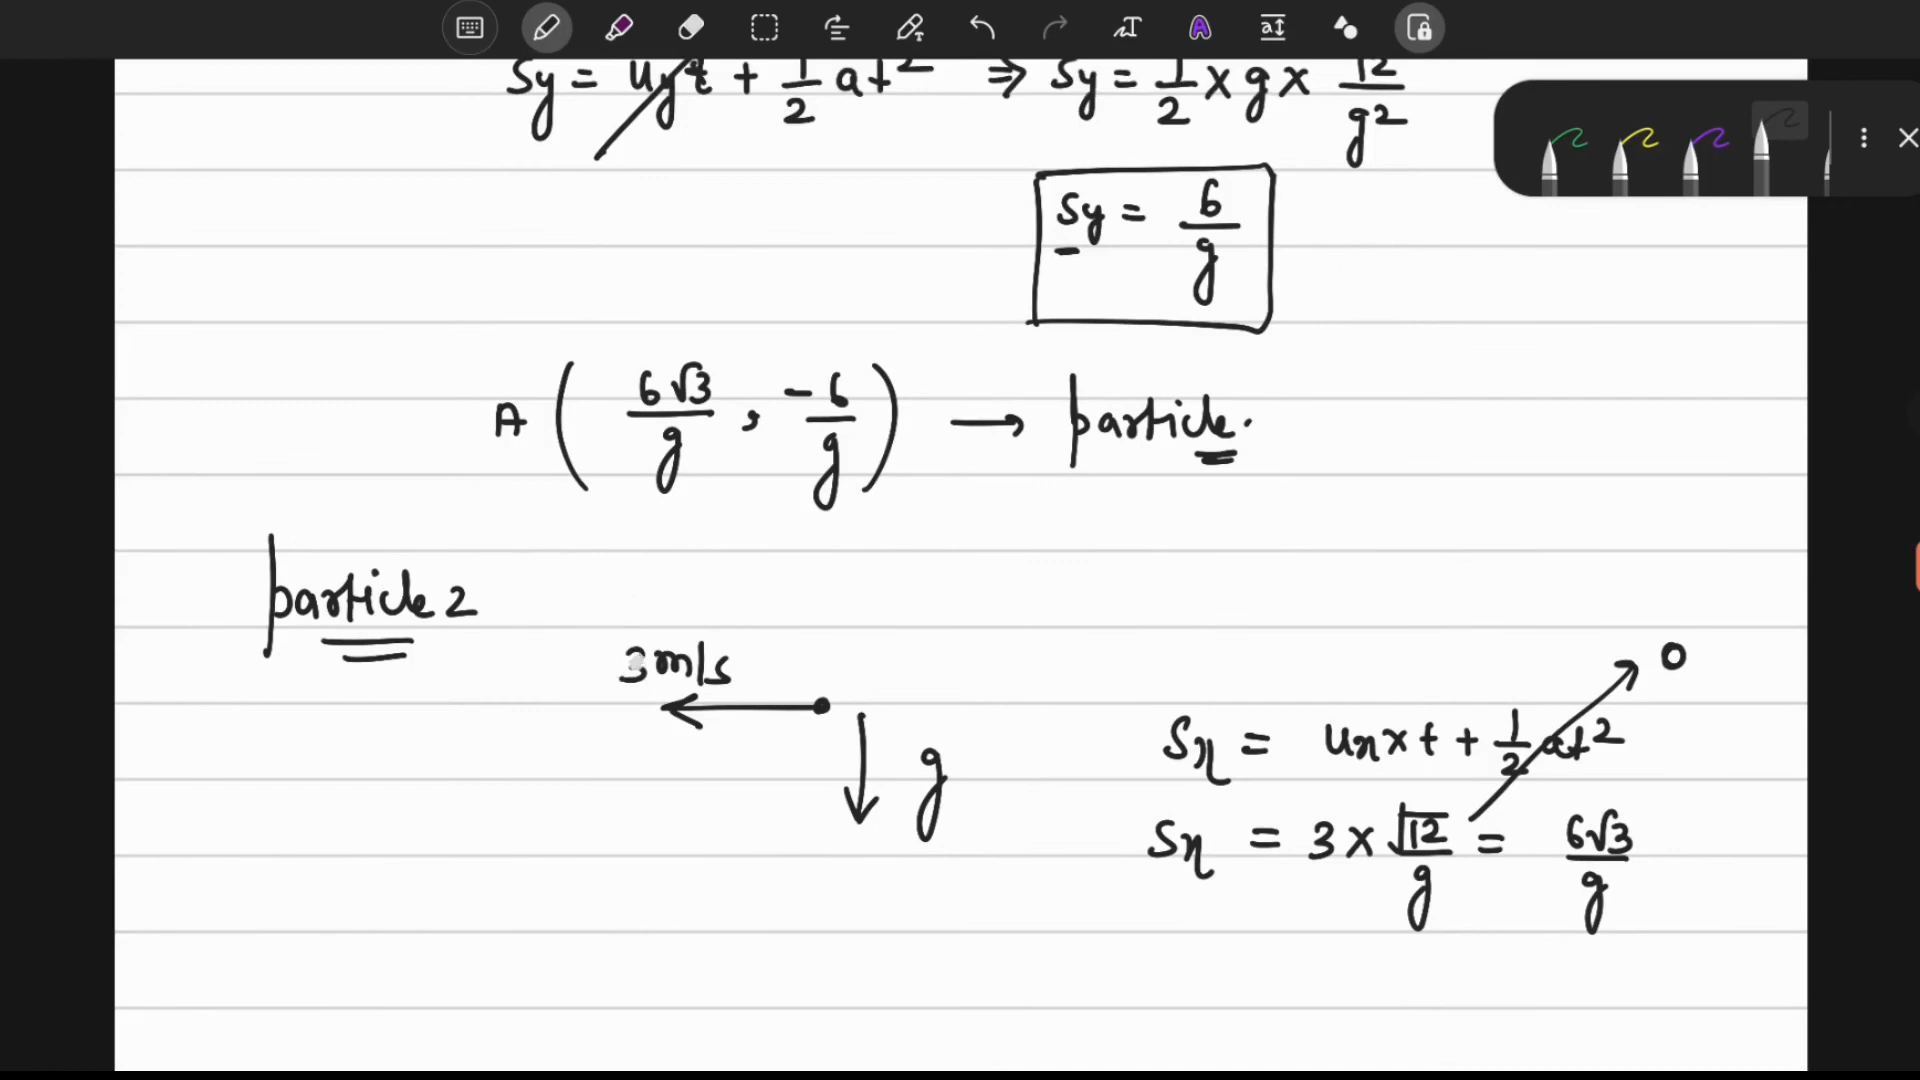 Sy = uyt + 1/2 at² ⇒ Sy = 1/2 x g x 12/g²
Sy = 6/g
A ( 6√3/g , -6/g ) → particle.
particle 2
3m/s
0
g
Sx = ux x t + 1/2 at²
Sx = 3 x √12/g = 6√3/g